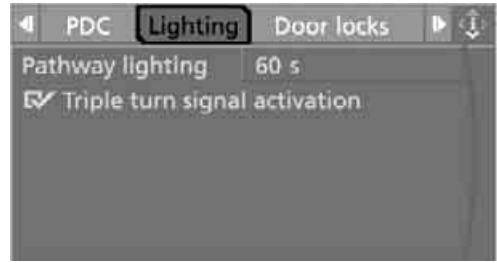 PDC Lighting Door locks
Pathway lighting 60 s
Triple turn signal activation